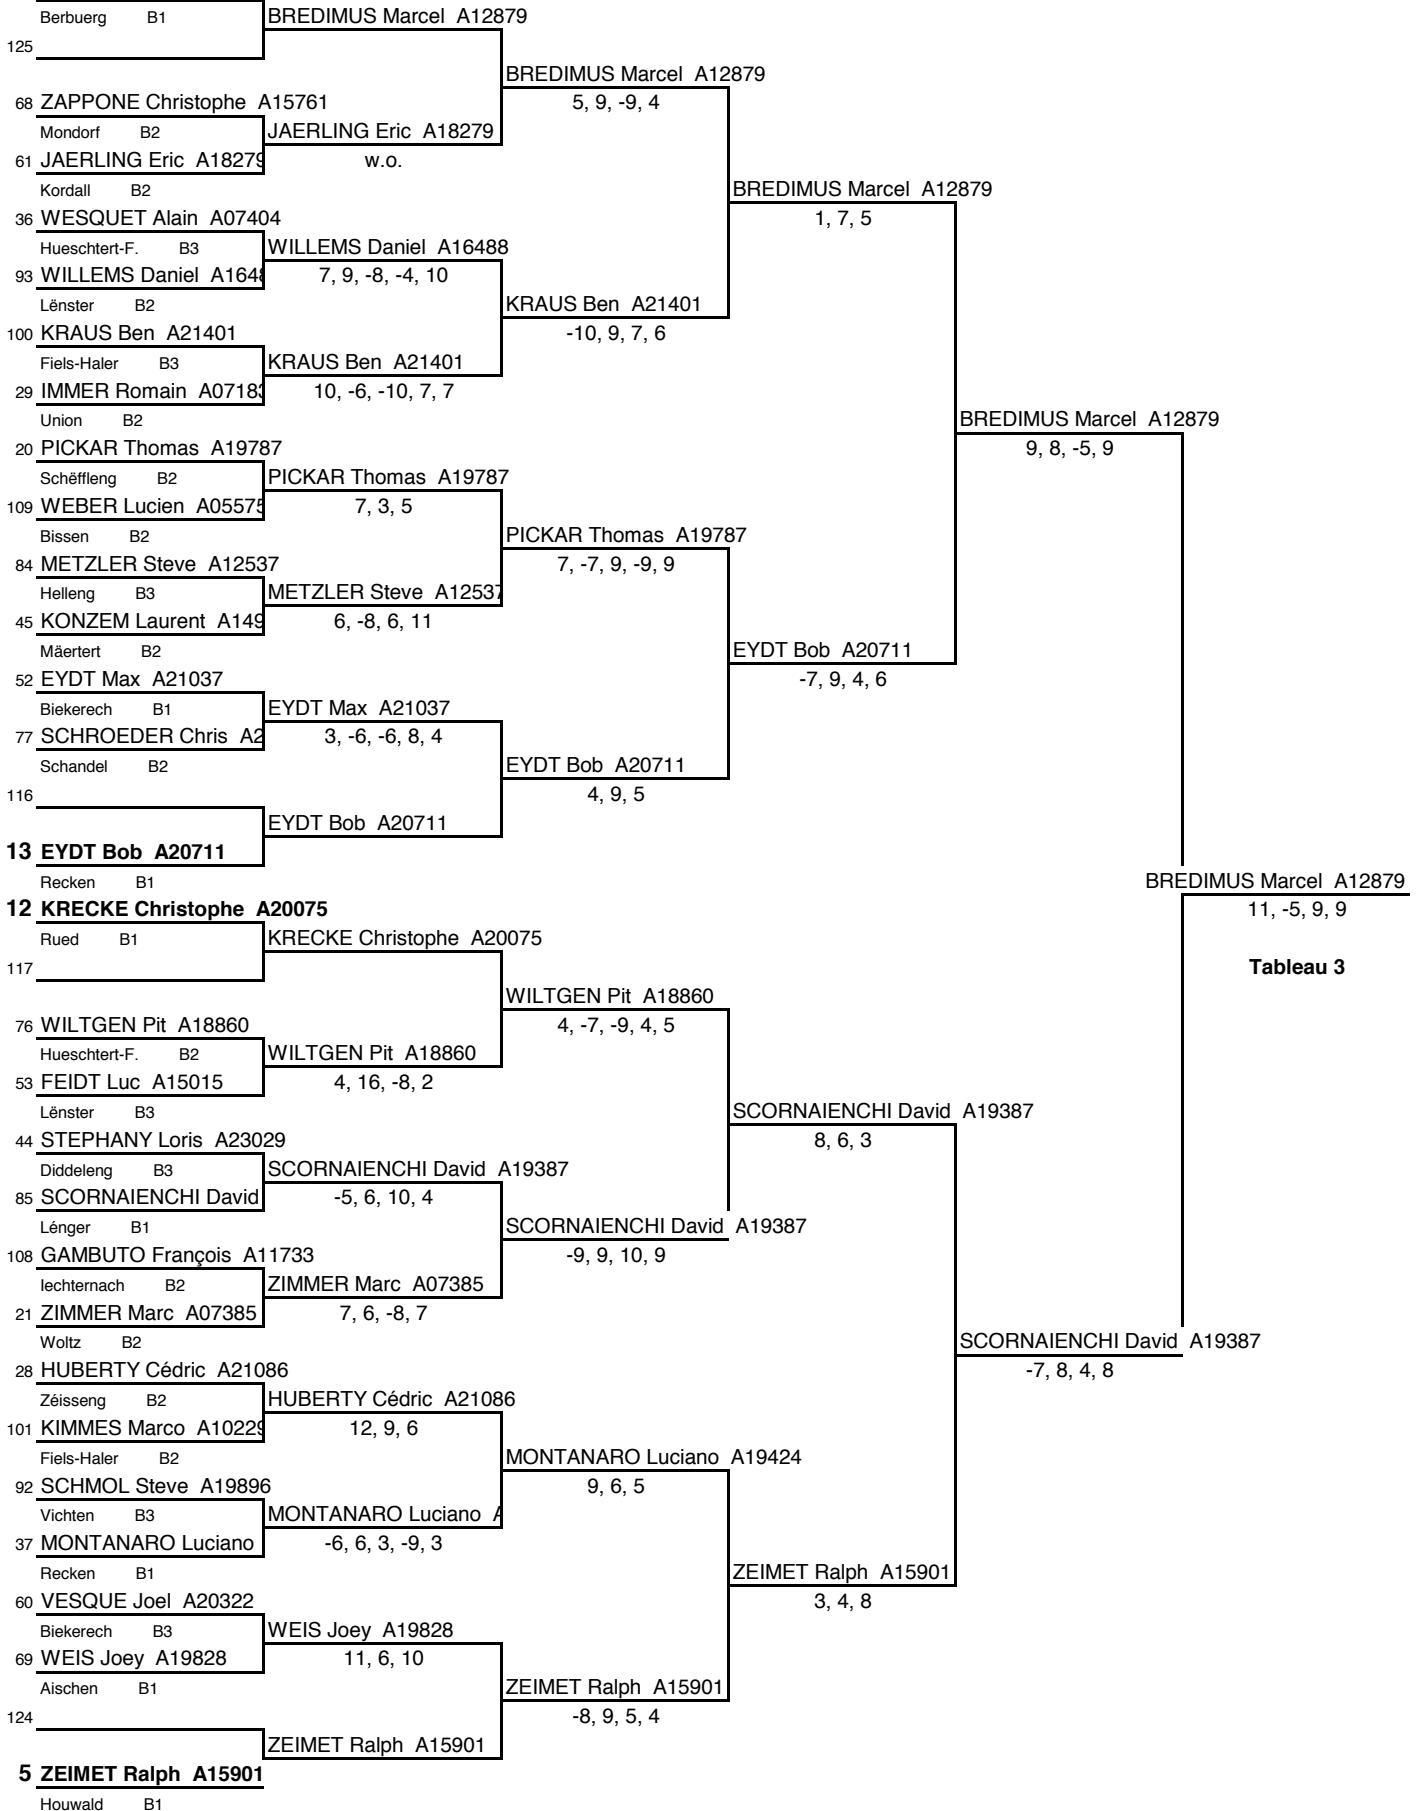 Berbuerg B1 BREDIMUS Marcel A12879
125
BREDIMUS Marcel A12879
68 ZAPPONE Christophe A15761 5, 9, -9, 4
Mondorf B2 JAERLING Eric A18279
61 JAERLING Eric A18279 w.o.
Kordall B2 BREDIMUS Marcel A12879
36 WESQUET Alain A07404 1, 7, 5
Hueschtert-F. B3 WILLEMS Daniel A16488
93 WILLEMS Daniel A1648 7, 9, -8, -4, 10
Lënster B2 KRAUS Ben A21401
100 KRAUS Ben A21401 -10, 9, 7, 6
Fiels-Haler B3 KRAUS Ben A21401
29 IMMER Romain A07183 10, -6, -10, 7, 7
Union B2 BREDIMUS Marcel A12879
20 PICKAR Thomas A19787 9, 8, -5, 9
Schëffleng B2 PICKAR Thomas A19787
109 WEBER Lucien A05575 7, 3, 5
Bissen B2 PICKAR Thomas A19787
84 METZLER Steve A12537 7, -7, 9, -9, 9
Helleng B3 METZLER Steve A12537
45 KONZEM Laurent A149 6, -8, 6, 11
Mäertert B2 EYDT Bob A20711
52 EYDT Max A21037 -7, 9, 4, 6
Biekerech B1 EYDT Max A21037
77 SCHROEDER Chris A2 3, -6, -6, 8, 4
Schandel B2 EYDT Bob A20711
116 4, 9, 5
EYDT Bob A20711
13 EYDT Bob A20711
Recken B1 BREDIMUS Marcel A12879
12 KRECKE Christophe A20075 11, -5, 9, 9
Rued B1 KRECKE Christophe A20075
117 Tableau 3
WILTGEN Pit A18860
76 WILTGEN Pit A18860 4, -7, -9, 4, 5
Hueschtert-F. B2 WILTGEN Pit A18860
53 FEIDT Luc A15015 4, 16, -8, 2
Lënster B3 SCORNAIENCHI David A19387
44 STEPHANY Loris A23029 8, 6, 3
Diddeleng B3 SCORNAIENCHI David A19387
85 SCORNAIENCHI David -5, 6, 10, 4
Lénger B1 SCORNAIENCHI David A19387
108 GAMBUTO François A11733 -9, 9, 10, 9
Iechternach B2 ZIMMER Marc A07385
21 ZIMMER Marc A07385 7, 6, -8, 7
Woltz B2 SCORNAIENCHI David A19387
28 HUBERTY Cédric A21086 -7, 8, 4, 8
Zéisseng B2 HUBERTY Cédric A21086
101 KIMMES Marco A10229 12, 9, 6
Fiels-Haler B2 MONTANARO Luciano A19424
92 SCHMOL Steve A19896 9, 6, 5
Vichten B3 MONTANARO Luciano A
37 MONTANARO Luciano -6, 6, 3, -9, 3
Recken B1 ZEIMET Ralph A15901
60 VESQUE Joel A20322 3, 4, 8
Biekerech B3 WEIS Joey A19828
69 WEIS Joey A19828 11, 6, 10
Aischen B1 ZEIMET Ralph A15901
124 -8, 9, 5, 4
ZEIMET Ralph A15901
5 ZEIMET Ralph A15901
Houwald B1